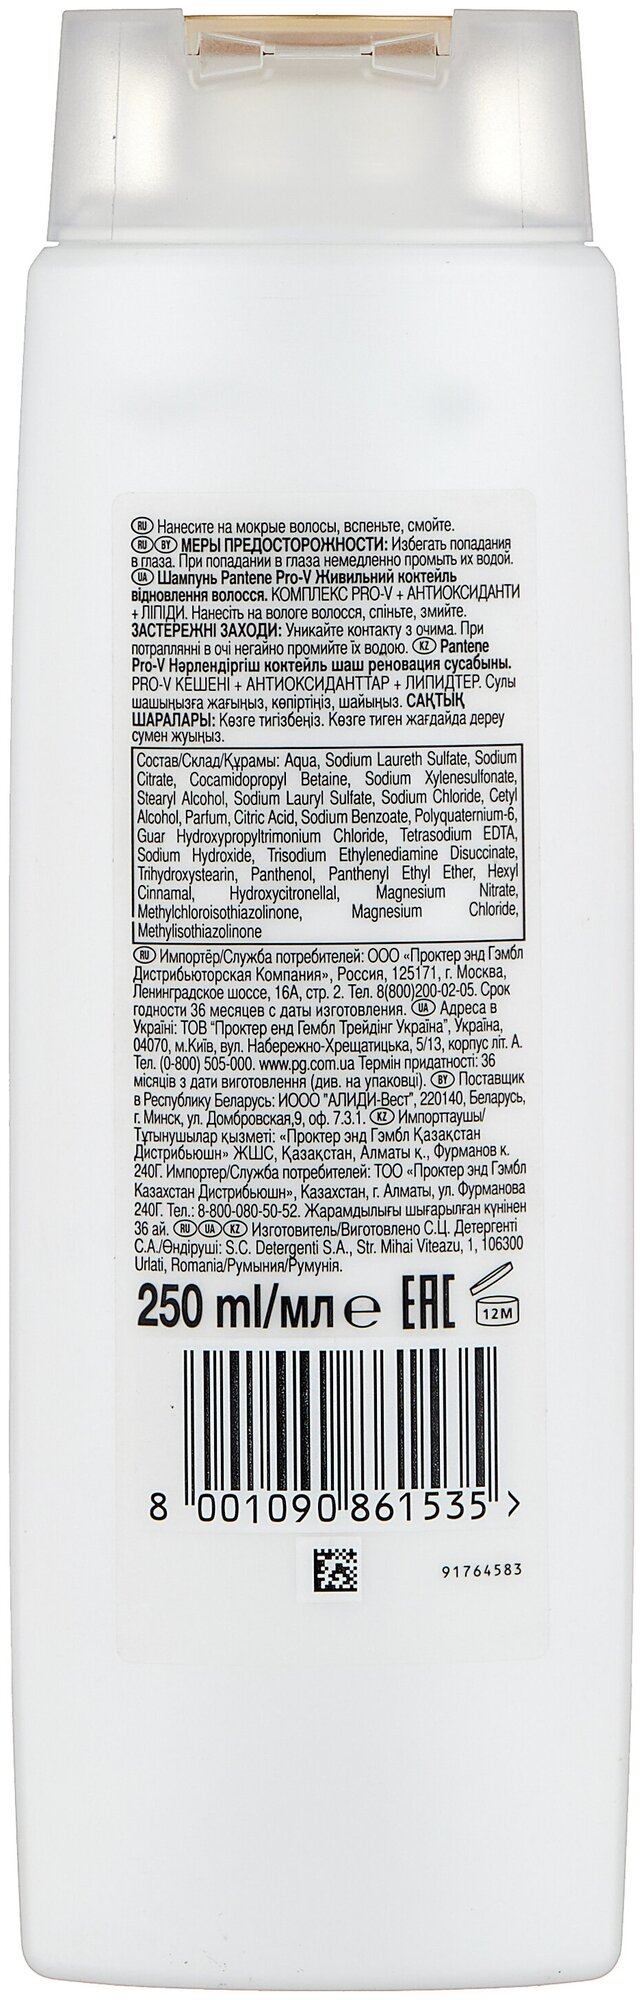 RU Нанесите на мокрые волосы, вспеньте, смойте.
RU BY МЕРЫ ПРЕДОСТОРОЖНОСТИ: Избегать попадания
в глаза. При попадании в глаза немедленно промыть их водой.
UA Шампунь Pantene Pro-V Живильний коктейль
відновлення волосся. КОМПЛЕКС PRO-V + АНТИОКСИДАНТИ
+ ЛІПІДИ. Нанесіть на вологе волосся, спіньте, змийте.
ЗАСТЕРЕЖНІ ЗАХОДИ: Уникайте контакту з очима. При
потраплянні в очі негайно промийте їх водою. KZ Pantene
Pro-V Нәрлендіргіш коктейль шаш реновация сусабыны.
PRO-V КЕШЕНІ + АНТИОКСИДАНТТАР + ЛИПИДТЕР. Сулы
шашыңызға жағыңыз, көпіртіңіз, шайыңыз. САҚТЫҚ
ШАРАЛАРЫ: Көзге тигізбеңіз. Көзге тиген жағдайда дереу
сумен жуыңыз.
Состав/Склад/Құрамы: Aqua, Sodium Laureth Sulfate, Sodium
Citrate, Cocamidopropyl Betaine, Sodium Xylenesulfonate,
Stearyl Alcohol, Sodium Lauryl Sulfate, Sodium Chloride, Cetyl
Alcohol, Parfum, Citric Acid, Sodium Benzoate, Polyquaternium-6,
Guar Hydroxypropyltrimonium Chloride, Tetrasodium EDTA,
Sodium Hydroxide, Trisodium Ethylenediamine Disuccinate,
Trihydroxystearin, Panthenol, Panthenyl Ethyl Ether, Hexyl
Cinnamal, Hydroxycitronellal, Magnesium Nitrate,
Methylchloroisothiazolinone, Magnesium Chloride,
Methylisothiazolinone
RU Импортёр/Служба потребителей: ООО «Проктер энд Гэмбл
Дистрибьюторская Компания», Россия, 125171, г. Москва,
Ленинградское шоссе, 16А, стр. 2. Тел. 8(800)200-02-05. Срок
годности 36 месяцев с даты изготовления. UA Адреса в
Україні: ТОВ "Проктер енд Гембл Трейдінг Україна", Україна,
04070, м.Київ, вул. Набережно-Хрещатицька, 5/13, корпус літ. А.
Тел. (0-800) 505-000. www.pg.com.ua Термін придатності: 36
місяців з дати виготовлення (див. на упаковці). BY Поставщик
в Республику Беларусь: ИООО "АЛИДИ-Вест", 220140, Беларусь,
г. Минск, ул. Домбровская,9, оф. 7.3.1. KZ Импорттаушы/
Тұтынушылар қызметі: «Проктер энд Гэмбл Қазақстан
Дистрибьюшн» ЖШС, Қазақстан, Алматы қ., Фурманов к.
240Г. Импортер/Служба потребителей: ТОО «Проктер энд Гэмбл
Казахстан Дистрибьюшн», Казахстан, г. Алматы, ул. Фурманова
240Г. Тел.: 8-800-080-50-52. Жарамдылығы шығарылған күнінен
36 ай. RU UA KZ Изготовитель/Виготовлено С.Ц. Детергенті
С.А./Өндіруші: S.C. Detergenti S.A., Str. Mihai Viteazu, 1, 106300
Urlati, Romania/Румыния/Румунія.
250 ml/мл e EAC 12M
8 001090 861535 >
91764583